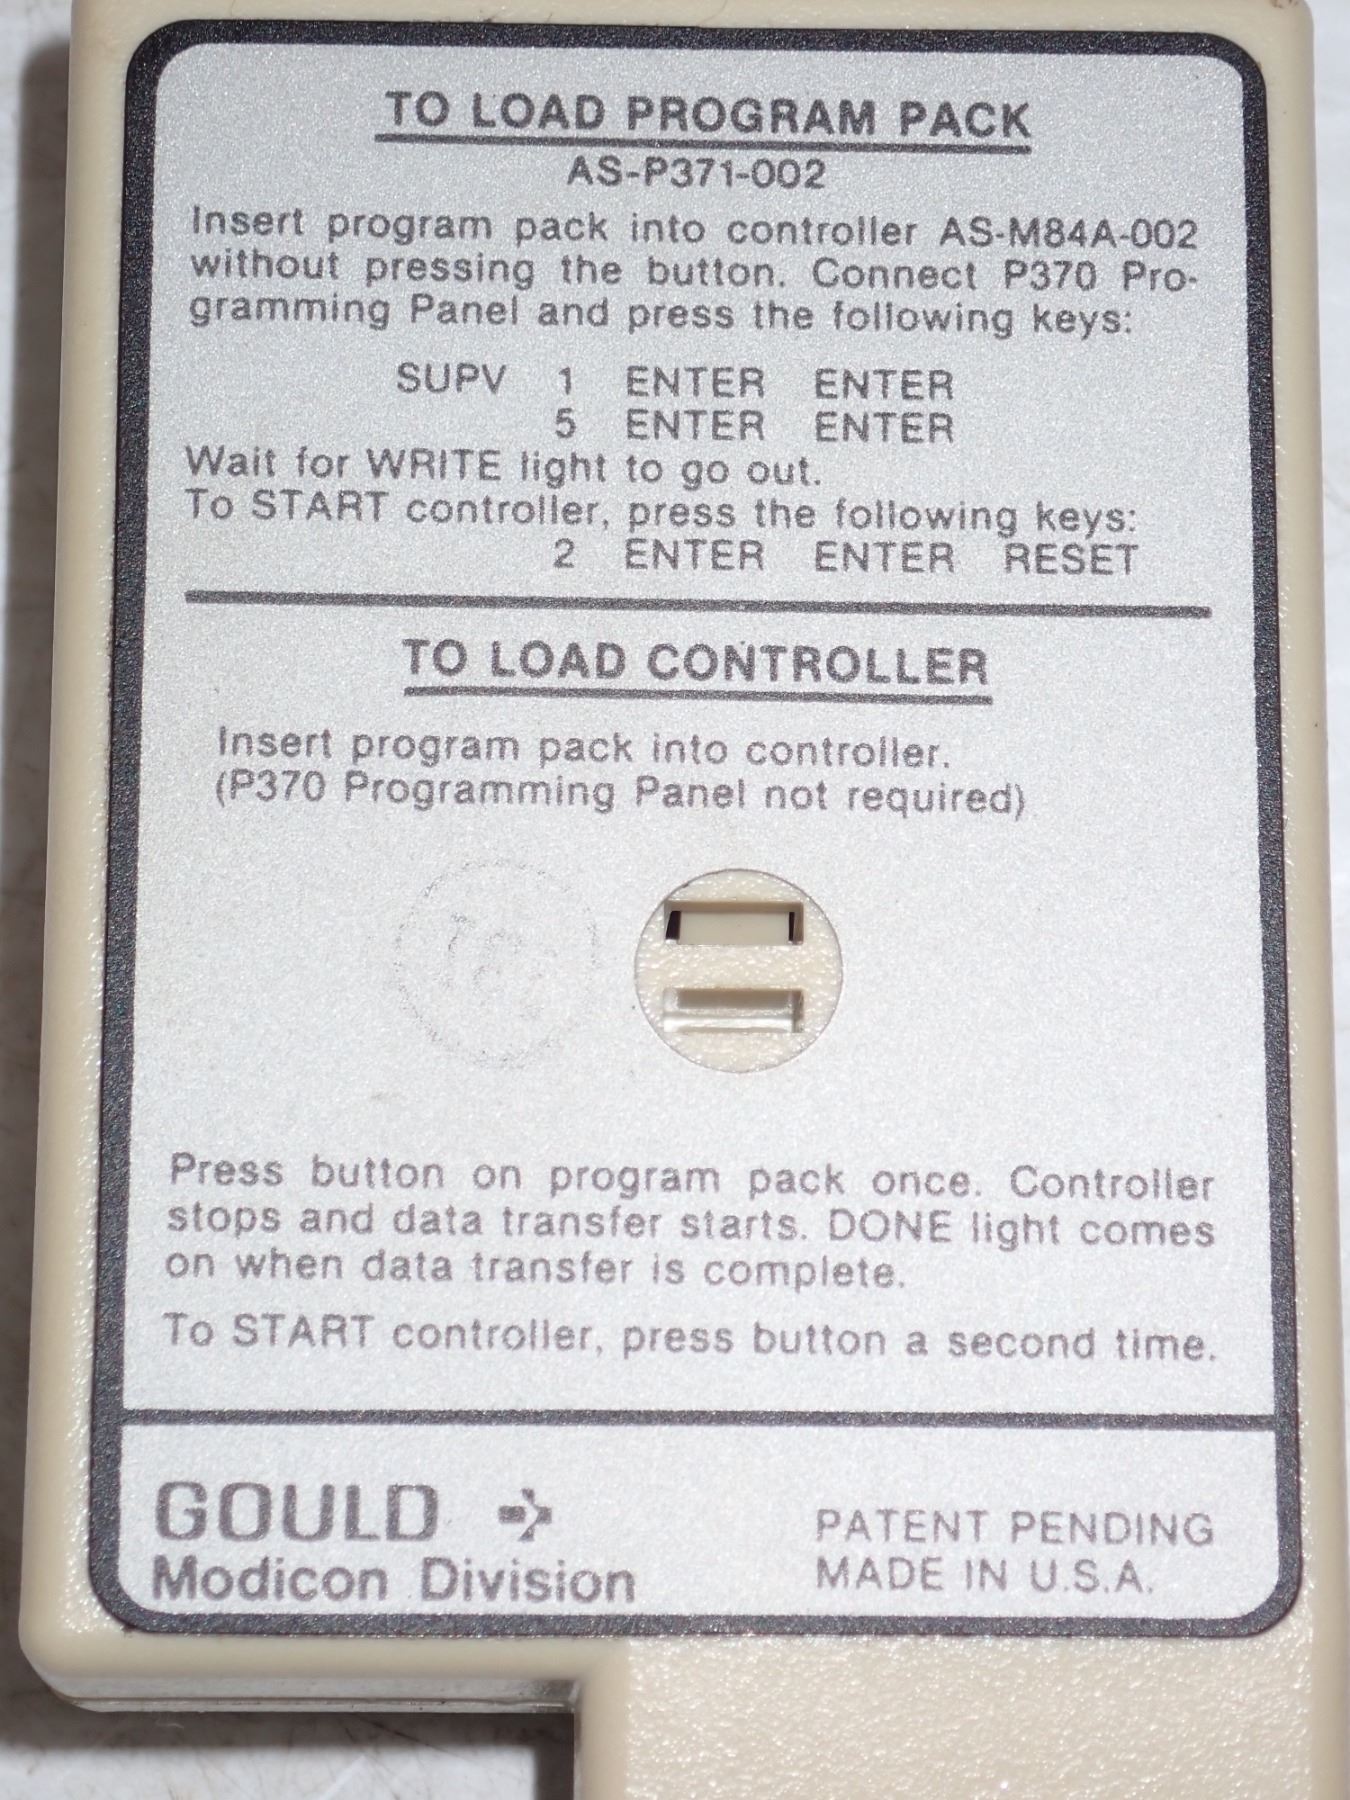 TO LOAD PROGRAM PACK
AS-P371-002
Insert program pack into controller AS-M84A-002
without pressing the button. Connect P370 Pro-
gramming Panel and press the following keys:
SUPV 1 ENTER ENTER
5 ENTER ENTER
Wait for WRITE light to go out.
To START controller, press the following keys:
2 ENTER ENTER RESET
TO LOAD CONTROLLER
Insert program pack into controller.
(P370 Programming Panel not required)
Press button on program pack once. Controller
stops and data transfer starts. DONE light comes
on when data transfer is complete.
To START controller, press button a second time.
GOULD
Modicon Division
PATENT PENDING
MADE IN U.S.A.